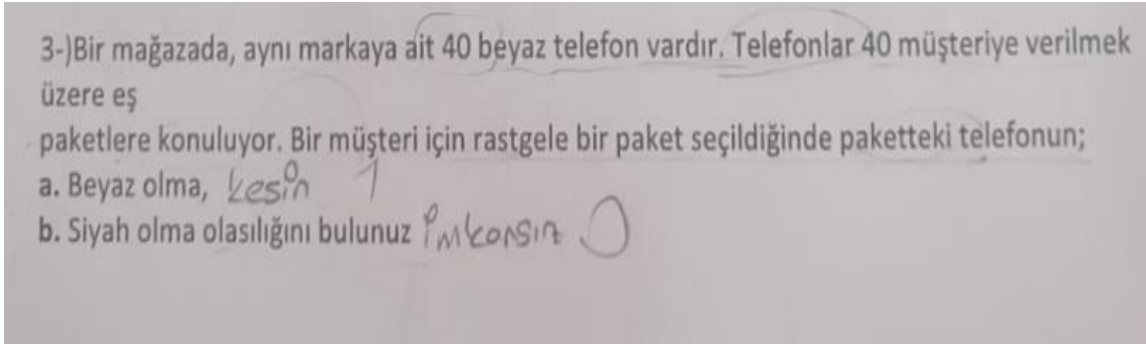 3-)Bir mağazada, aynı markaya ait 40 beyaz telefon vardır. Telefonlar 40 müşteriye verilmek
üzere eş
paketlere konuluyor. Bir müşteri için rastgele bir paket seçildiğinde paketteki telefonun;
a. Beyaz olma, kesin 1
b. Siyah olma olasılığını bulunuz imkansız 0